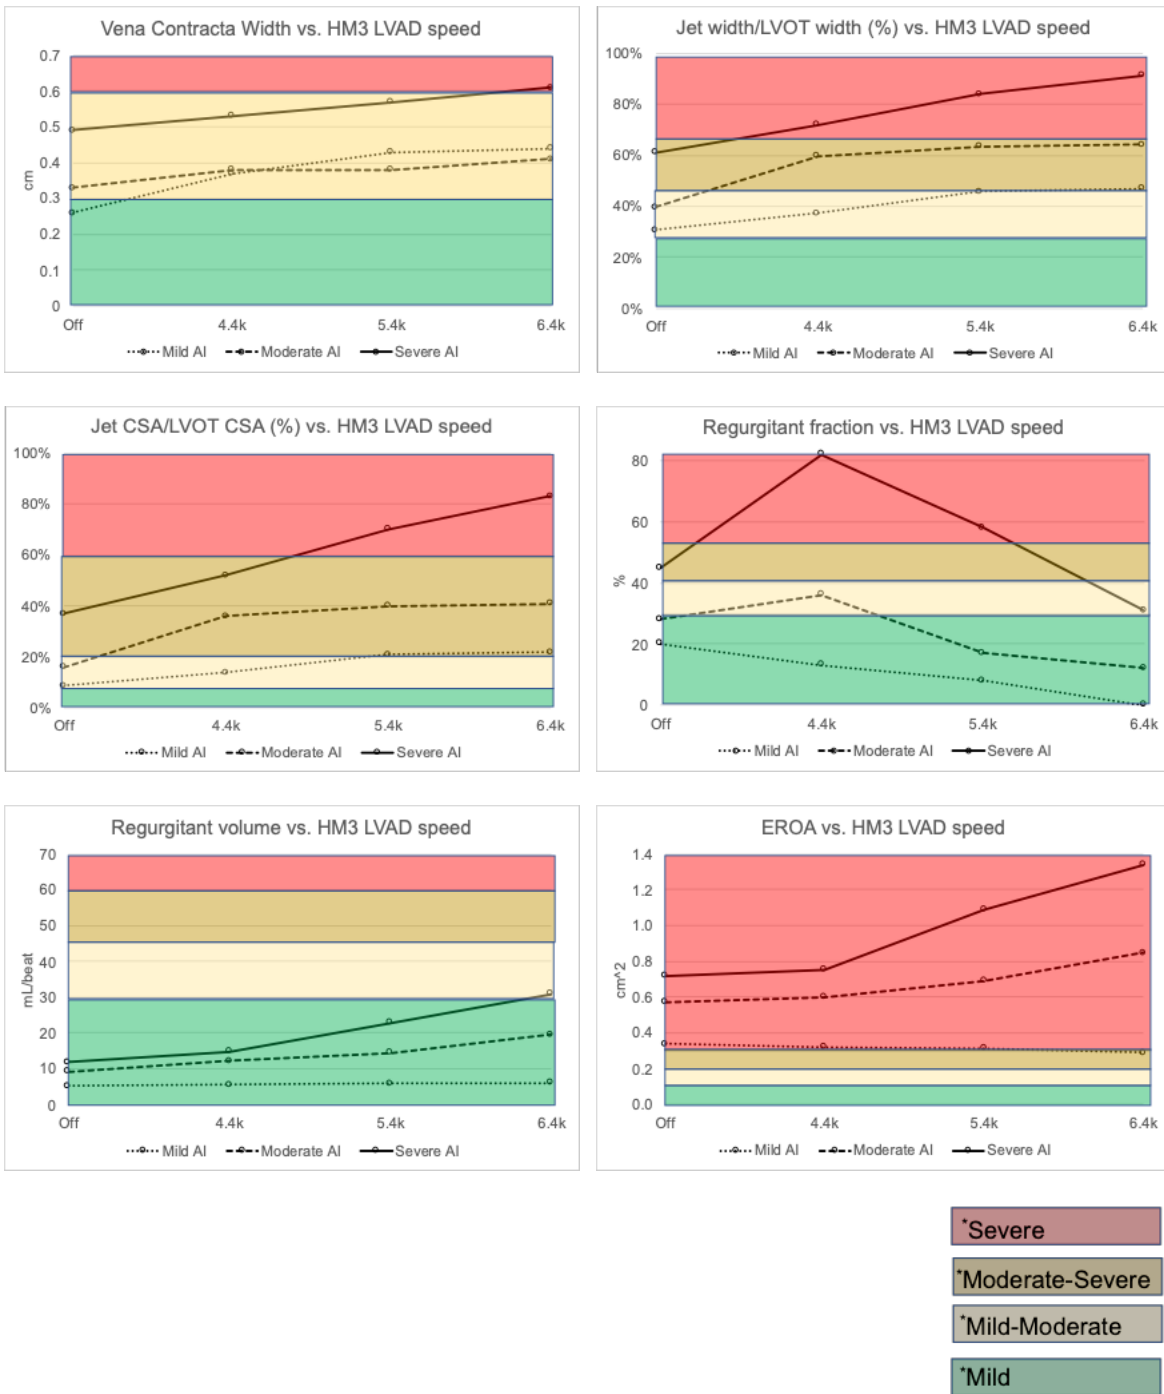 Vena Contracta Width vs. HM3 LVAD speed
0.7
0.6
0.5
0.4
0.3
0.2
0.1
0
cm
Off 4.4k 5.4k 6.4k
Mild AI Moderate AI Severe AI
Jet width/LVOT width (%) vs. HM3 LVAD speed
100%
80%
60%
40%
20%
0%
Off 4.4k 5.4k 6.4k
Mild AI Moderate AI Severe AI
Jet CSA/LVOT CSA (%) vs. HM3 LVAD speed
100%
80%
60%
40%
20%
0%
Off 4.4k 5.4k 6.4k
Mild AI Moderate AI Severe AI
Regurgitant fraction vs. HM3 LVAD speed
80
60
40
20
0
%
Off 4.4k 5.4k 6.4k
Mild AI Moderate AI Severe AI
Regurgitant volume vs. HM3 LVAD speed
70
60
50
40
30
20
10
0
mL/beat
Off 4.4k 5.4k 6.4k
Mild AI Moderate AI Severe AI
EROA vs. HM3 LVAD speed
1.4
1.2
1.0
0.8
0.6
0.4
0.2
0.0
cm^2
Off 4.4k 5.4k 6.4k
Mild AI Moderate AI Severe AI
*Severe
*Moderate-Severe
*Mild-Moderate
*Mild